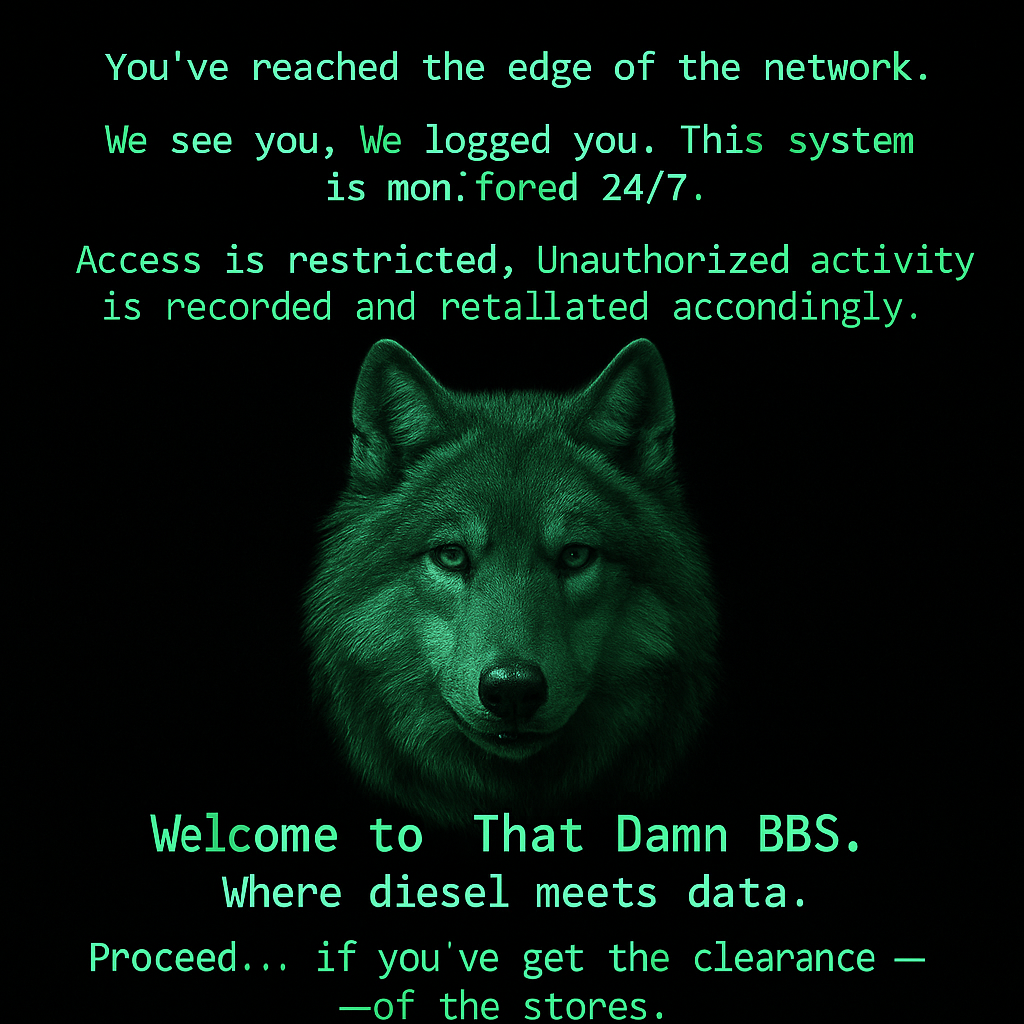 You've reached the edge of the network.
We see you, We logged you. This system
is mon:fored 24/7.
Access is restricted, Unauthorized activity
is recorded and retallated accondingly.
Welcome to That Damn BBS.
Where diesel meets data.
Proceed... if you've get the clearance —
—of the stores.